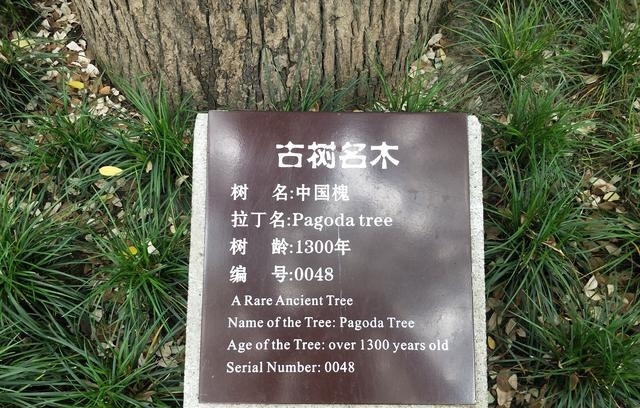 古树名木
树 名:中国槐
拉丁名:Pagoda tree
树 龄:1300年
编 号:0048
A Rare Ancient Tree
Name of the Tree: Pagoda Tree
Age of the Tree: over 1300 years old
Serial Number: 0048